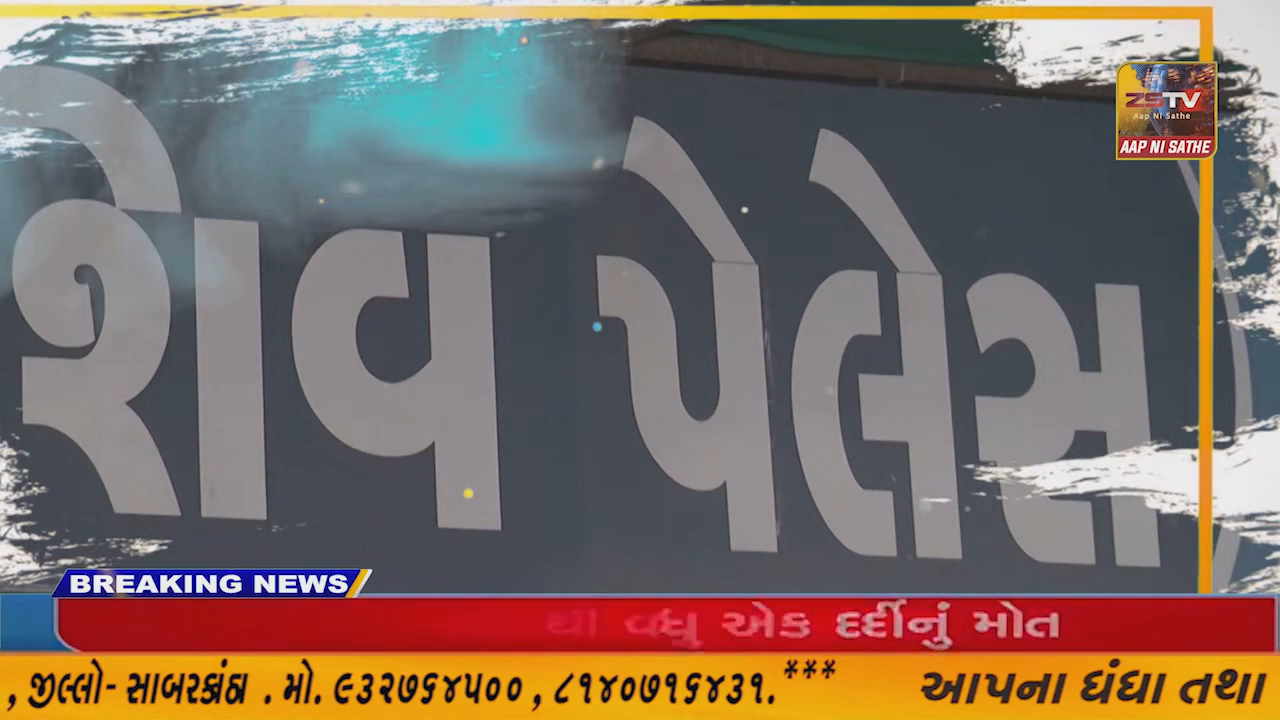 ZSTV
Aap Ni Sathe
AAP NI SATHE
શિવ પેલેસ
BREAKING NEWS
થી વધુ એક દર્દીનું મોત
, જીલ્લો- સાબરકાંઠા . મો. ૯૩૨૭૬૪૫૦૦ , ૮૧૪૦૭૧૬૪૩૧.*** આપના ધંધા તથા